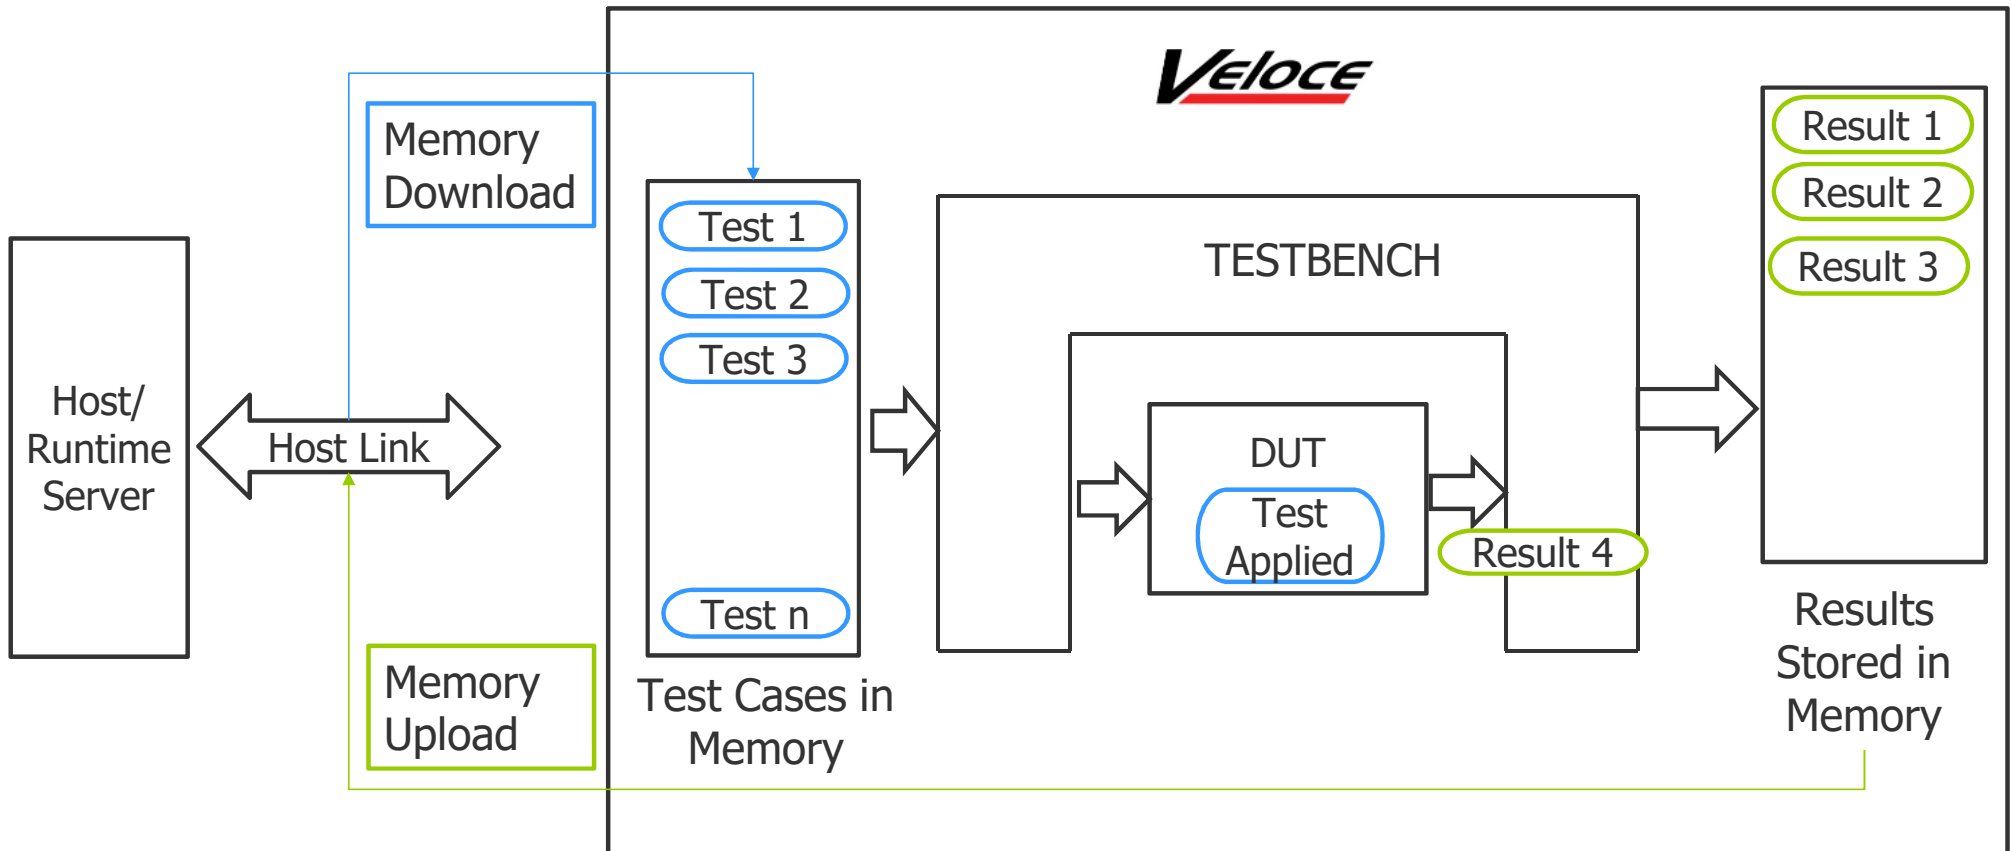 VELOCE
Memory
Download
Result 1
Result 2
Result 3
Test 1
Test 2
Test 3
Test n
TESTBENCH
Host/
Runtime
Server
Host Link
DUT
Test
Applied
Result 4
Memory
Upload
Test Cases in
Memory
Results
Stored in
Memory